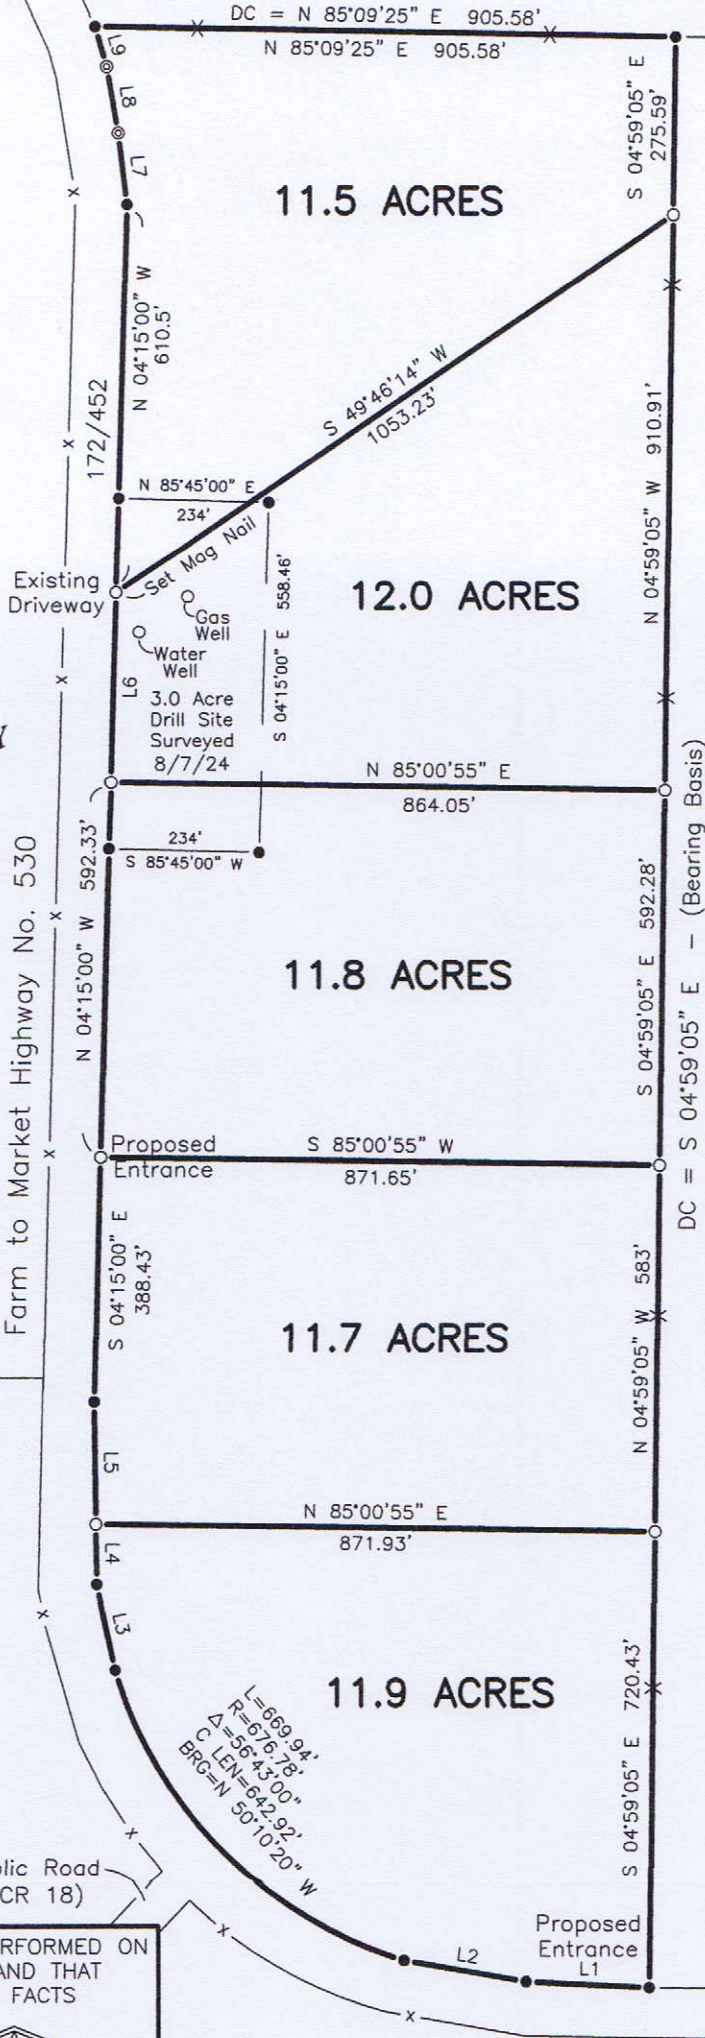 DC = N 85°09'25" E 905.58'
N 85°09'25" E 905.58'
L9
L8
L7
S 04°59'05" E
275.59'
11.5 ACRES
N 04°15'00" W
610.5'
172/452
S 49°46'14" W
1053.23'
N 04°59'05" W 910.91'
N 85°45'00" E
234'
Set Mag Nail
Existing
Driveway
Gas
Well
Water
Well
L6
3.0 Acre
Drill Site
Surveyed
8/7/24
S 04°15'00" E 558.46'
12.0 ACRES
N 85°00'55" E
864.05'
234'
S 85°45'00" W
N 04°15'00" W 592.33'
Farm to Market Highway No. 530
11.8 ACRES
S 04°59'05" E 592.28'
DC = S 04°59'05" E - (Bearing Basis)
Proposed
Entrance
S 85°00'55" W
871.65'
S 04°15'00" E
388.43'
11.7 ACRES
N 04°59'05" W 583'
L5
N 85°00'55" E
871.93'
L4
L3
11.9 ACRES
L=669.94'
R=676.78'
Δ=56°43'00"
C LEN=642.92'
BRG=N 50°10'20" W
S 04°59'05" E 720.43'
lic Road
CR 18)
Proposed
Entrance
L2
L1
RFORMED ON
AND THAT
FACTS